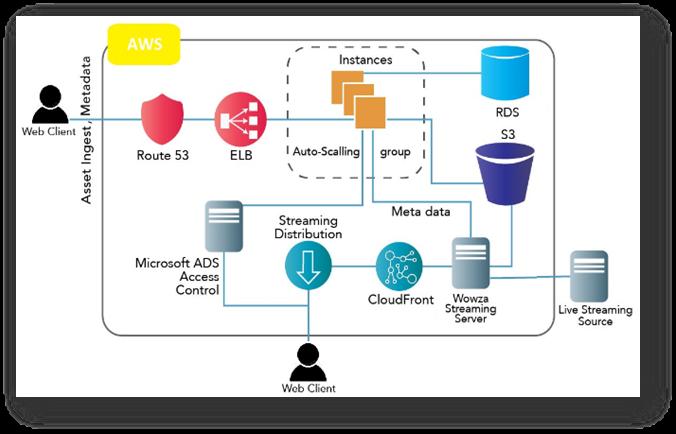 AWS
Instances
RDS
S3
Web Client
Asset Ingest, Metadata
Route 53
ELB
Auto-Scalling group
Meta data
Streaming
Distribution
Microsoft ADS
Access
Control
CloudFront
Wowza
Streaming
Server
Live Streaming
Source
Web Client